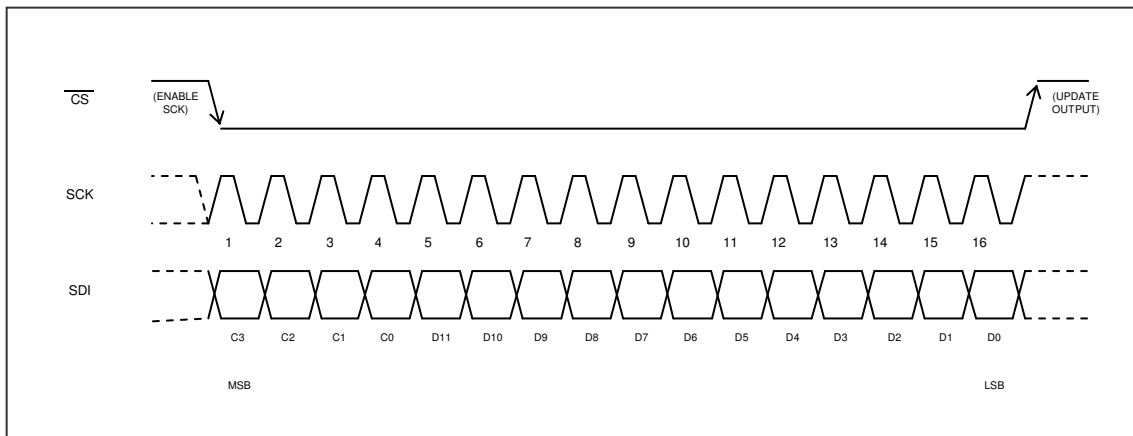 CS
(ENABLE
SCK)
(UPDATE
OUTPUT)
SCK
1 2 3 4 5 6 7 8 9 10 11 12 13 14 15 16
SDI
C3 C2 C1 C0 D11 D10 D9 D8 D7 D6 D5 D4 D3 D2 D1 D0
MSB LSB